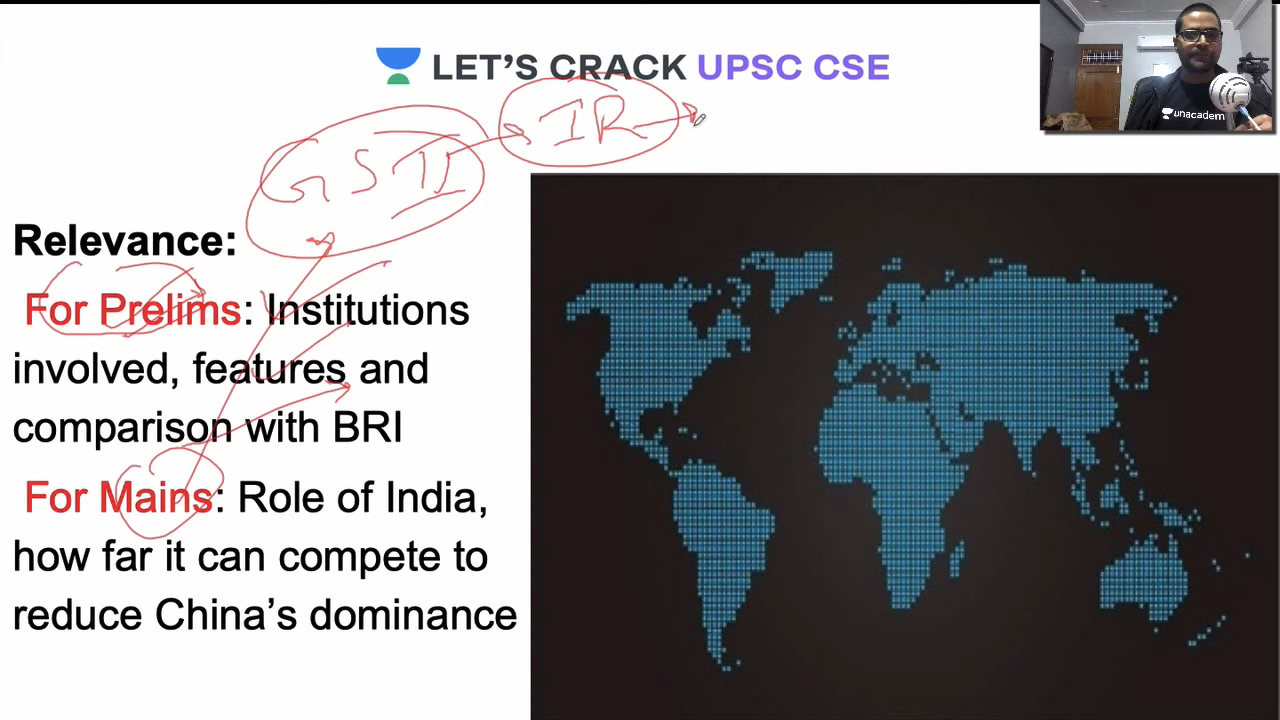 LET'S CRACK UPSC CSE
IR
GS II
unacadem
Relevance:
For Prelims: Institutions
involved, features and
comparison with BRI
For Mains: Role of India,
how far it can compete to
reduce China's dominance